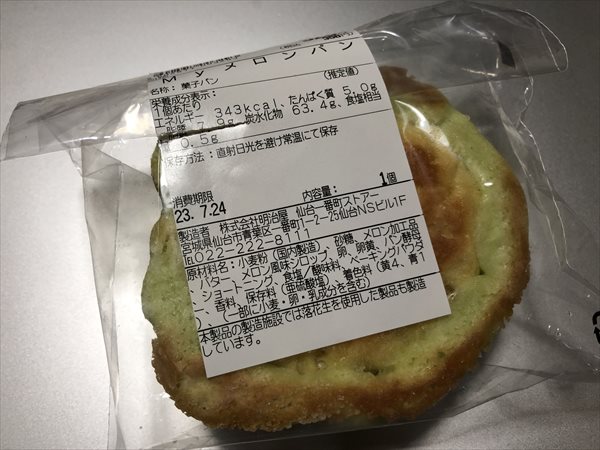 Myメロンパン
名称：菓子パン
(推定値)
栄養成分表示：
1個あたり
エネルギー 343kcal、たんぱく質 5.0g、
脂質 7.9g、炭水化物 63.4g、食塩相当
量 0.5g
保存方法：直射日光を避け常温にて保存
消費期限
23.7.24
内容量： 1個
製造者 株式会社明治屋 仙台一番町ストアー
宮城県仙台市青葉区一番町1-2-25仙台NSビル1F
TEL022-222-8111
原材料名：小麦粉(国内製造)、砂糖、メロン加工品
、バター、メロン風味シロップ、卵、卵黄、パン酵母
、ショートニング、食塩/酸味料、ベーキングパウダ
ー、香料、保存料(亜硫酸塩)、着色料(黄4、青1
)、(一部に小麦・卵・乳成分を含む)
本製品の製造施設では落花生を使用した製品も製造
しています。